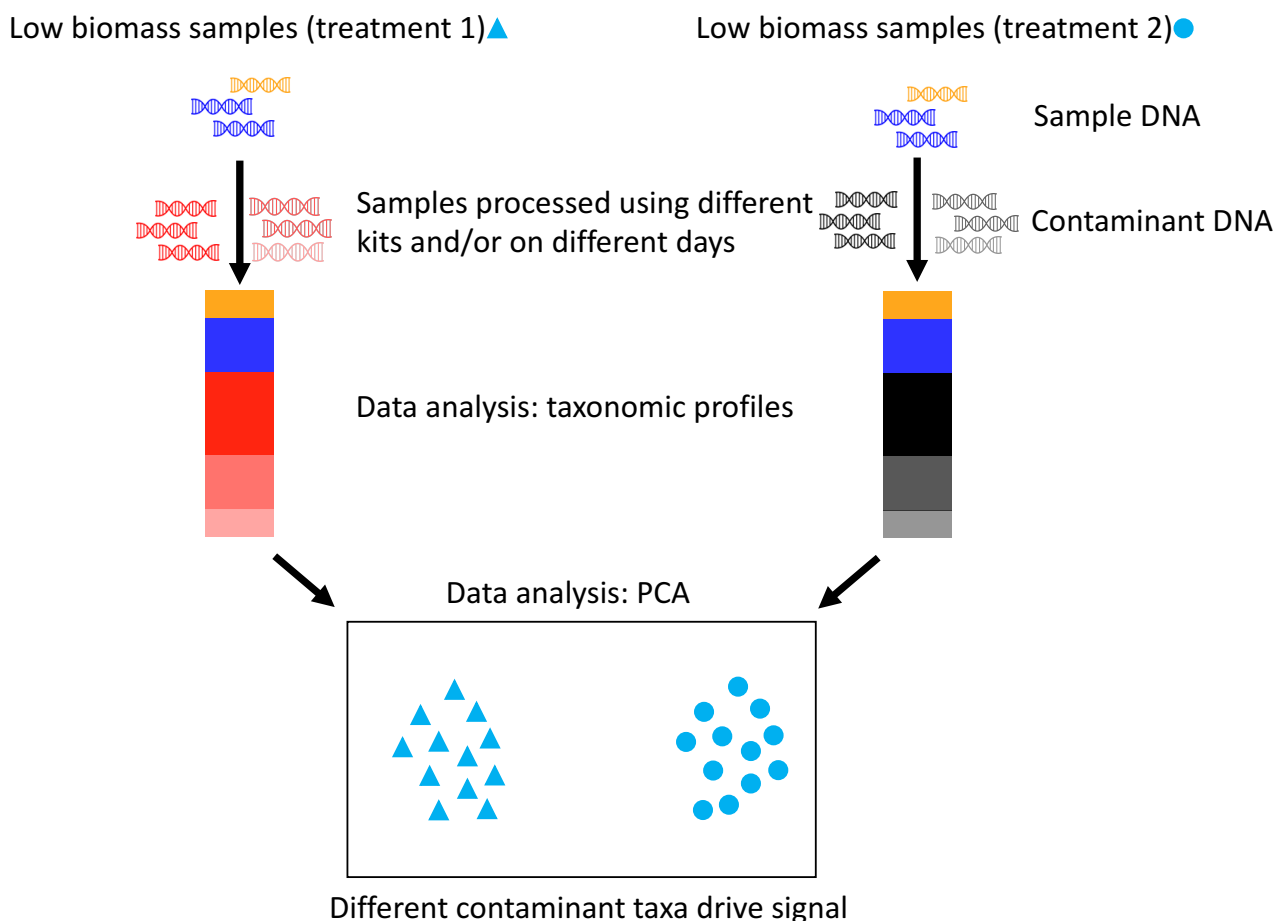 Low biomass samples (treatment 1)
Low biomass samples (treatment 2)
Sample DNA
Samples processed using different
kits and/or on different days
Contaminant DNA
Data analysis: taxonomic profiles
Data analysis: PCA
Different contaminant taxa drive signal